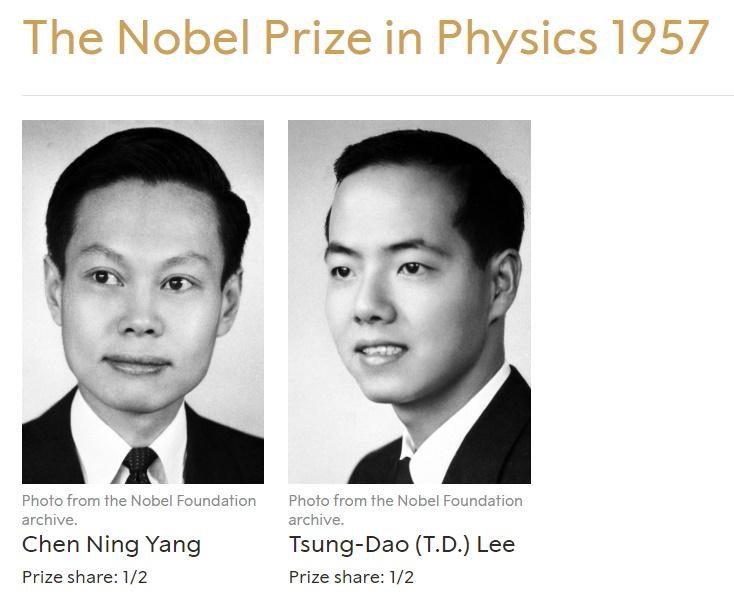 The Nobel Prize in Physics 1957
Photo from the Nobel Foundation
archive.
Chen Ning Yang
Prize share: 1/2
Photo from the Nobel Foundation
archive.
Tsung-Dao (T.D.) Lee
Prize share: 1/2